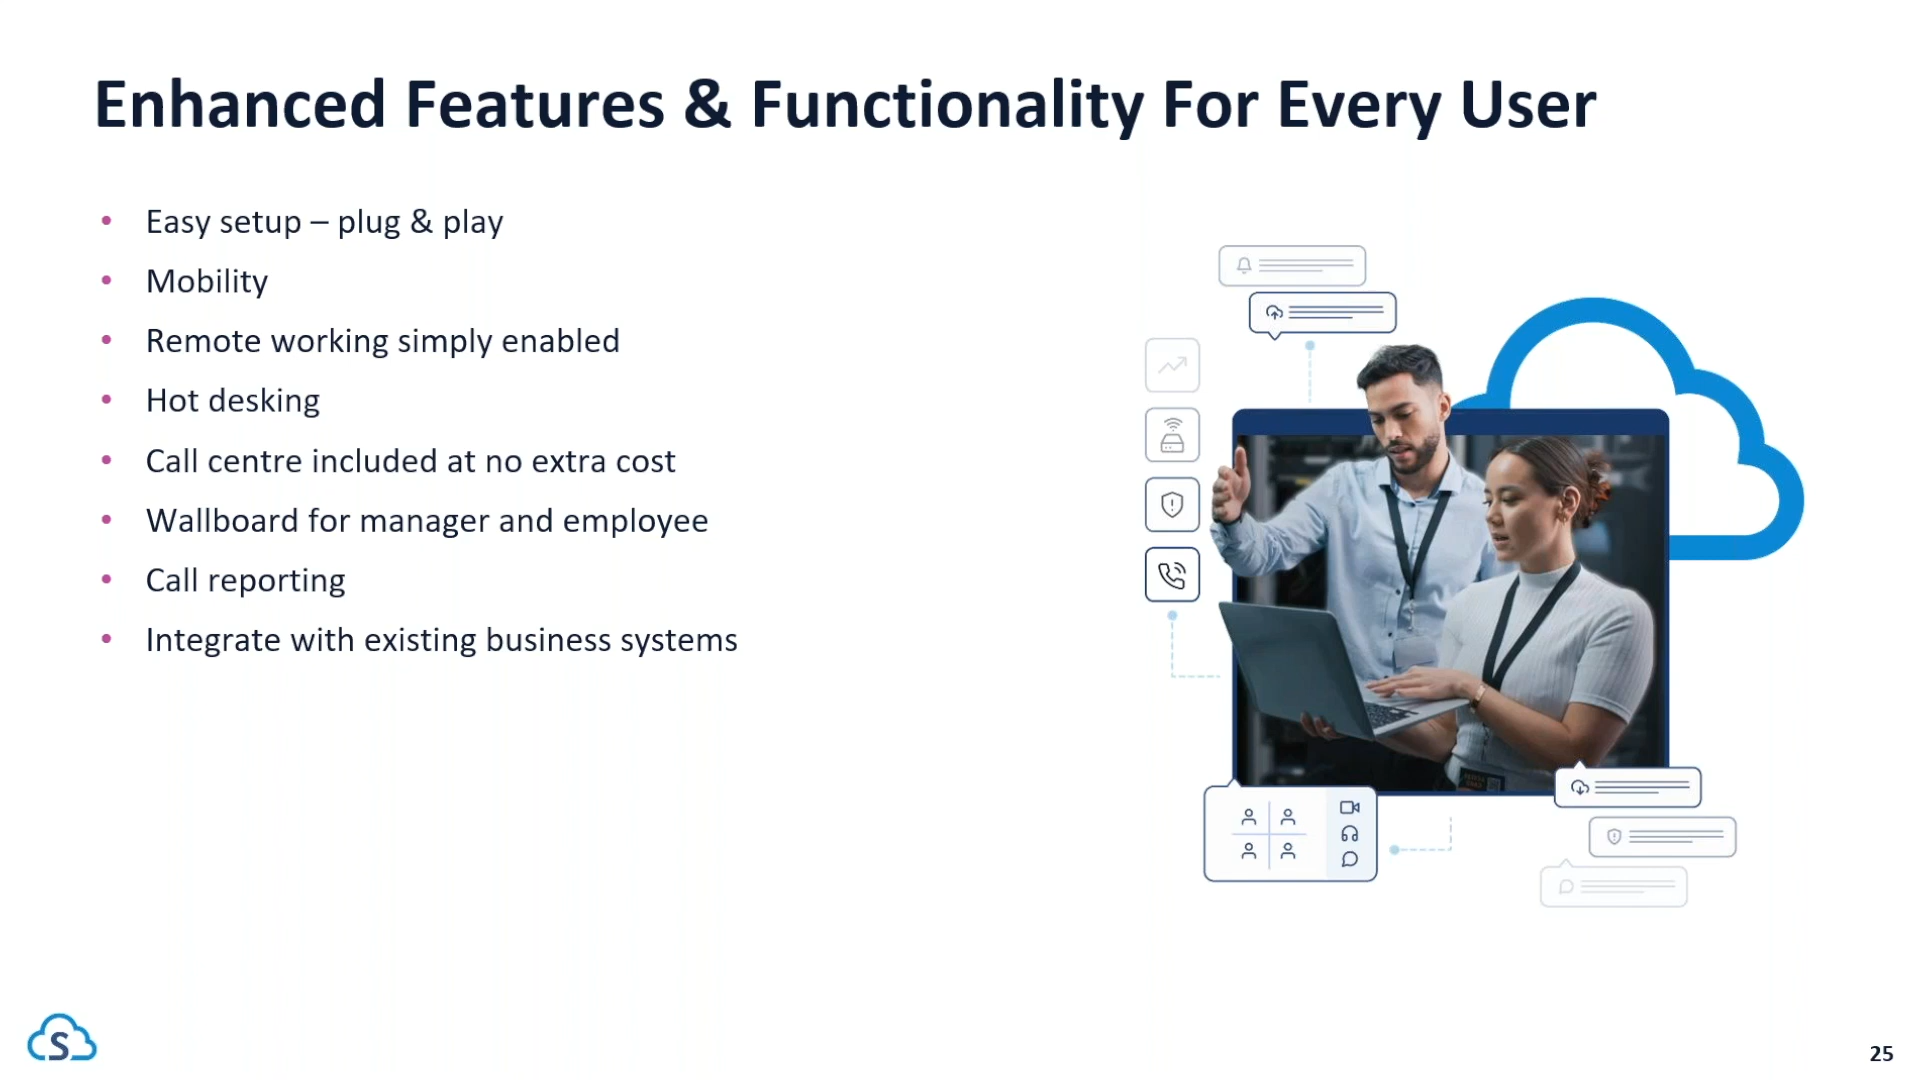 Enhanced Features & Functionality For Every User
• Easy setup – plug & play
• Mobility
• Remote working simply enabled
• Hot desking
• Call centre included at no extra cost
• Wallboard for manager and employee
• Call reporting
• Integrate with existing business systems
S
25